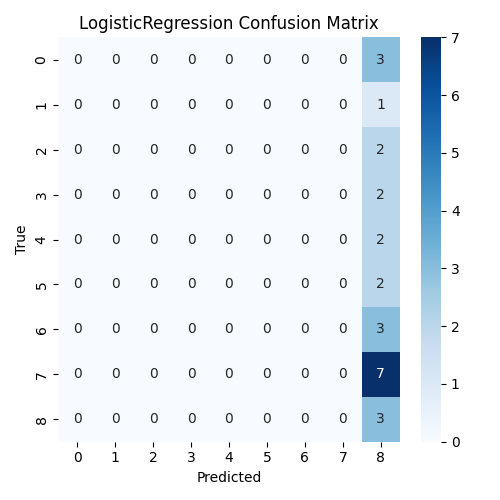 LogisticRegression Confusion Matrix
0 0 0 0 0 0 0 0 0 3
1 0 0 0 0 0 0 0 0 1
2 0 0 0 0 0 0 0 0 2
3 0 0 0 0 0 0 0 0 2
4 0 0 0 0 0 0 0 0 2
5 0 0 0 0 0 0 0 0 2
6 0 0 0 0 0 0 0 0 3
7 0 0 0 0 0 0 0 0 7
8 0 0 0 0 0 0 0 0 3
0 1 2 3 4 5 6 7 8
Predicted
True
7
6
5
4
3
2
1
0